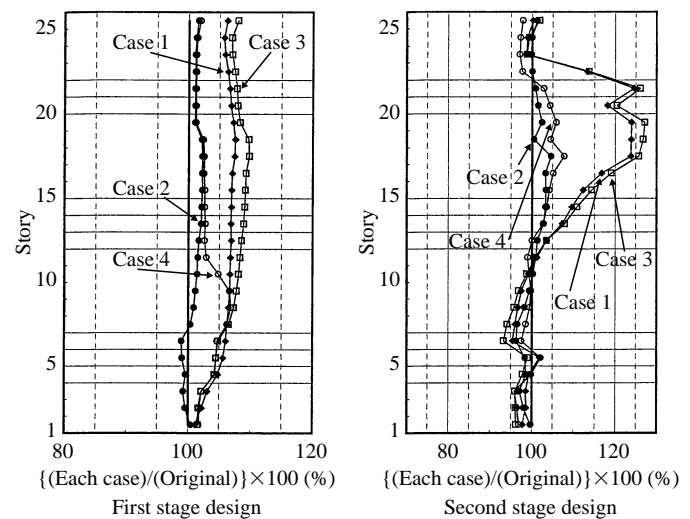 25
Case 1
Case 3
20
15
Case 2
Story
Case 4
10
5
1
80
100
120
{(Each case)/(Original)}×100 (%)
First stage design
25
20
Case 2
15
Story
Case 4
Case 3
10
Case 1
5
1
80
100
120
{(Each case)/(Original)}×100 (%)
Second stage design